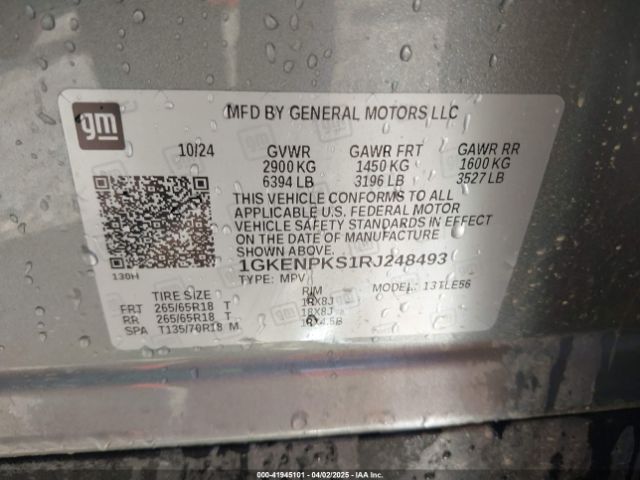 gm
MFD BY GENERAL MOTORS LLC
10/24 GVWR GAWR FRT GAWR RR
2900 KG 1450 KG 1600 KG
6394 LB 3196 LB 3527 LB
THIS VEHICLE CONFORMS TO ALL
APPLICABLE U.S. FEDERAL MOTOR
VEHICLE SAFETY STANDARDS IN EFFECT
ON THE DATE OF MANUFACTURE
SHOWN ABOVE.
130H
1GKENPKS1RJ248493
TYPE: MPV MODEL: 13TLE56
TIRE SIZE RIM
FRT 265/65R18 T 18X8J
RR 265/65R18 T 18X8J
SPA T135/70R18 M 18X4.5B
000-41945101 - 04/02/2025 - IAA Inc.